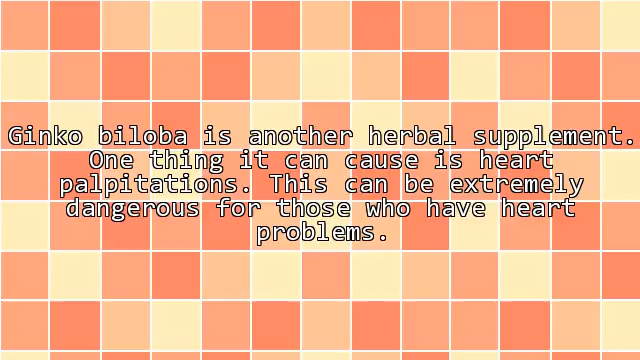 Ginko biloba is another herbal supplement.
One thing it can cause is heart
palpitations. This can be extremely
dangerous for those who have heart
problems.